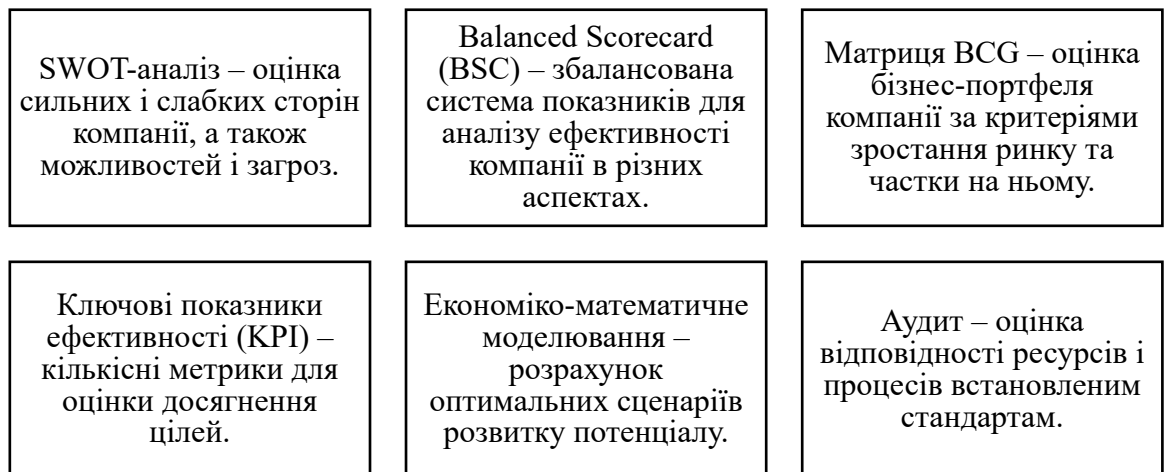 SWOT-аналіз – оцінка
сильних і слабких сторін
компанії, а також
можливостей і загроз.
Balanced Scorecard
(BSC) – збалансована
система показників для
аналізу ефективності
компанії в різних
аспектах.
Матриця BCG – оцінка
бізнес-портфеля
компанії за критеріями
зростання ринку та
частки на ньому.
Ключові показники
ефективності (KPI) –
кількісні метрики для
оцінки досягнення
цілей.
Економіко-математичне
моделювання –
розрахунок
оптимальних сценаріїв
розвитку потенціалу.
Аудит – оцінка
відповідності ресурсів і
процесів встановленим
стандартам.